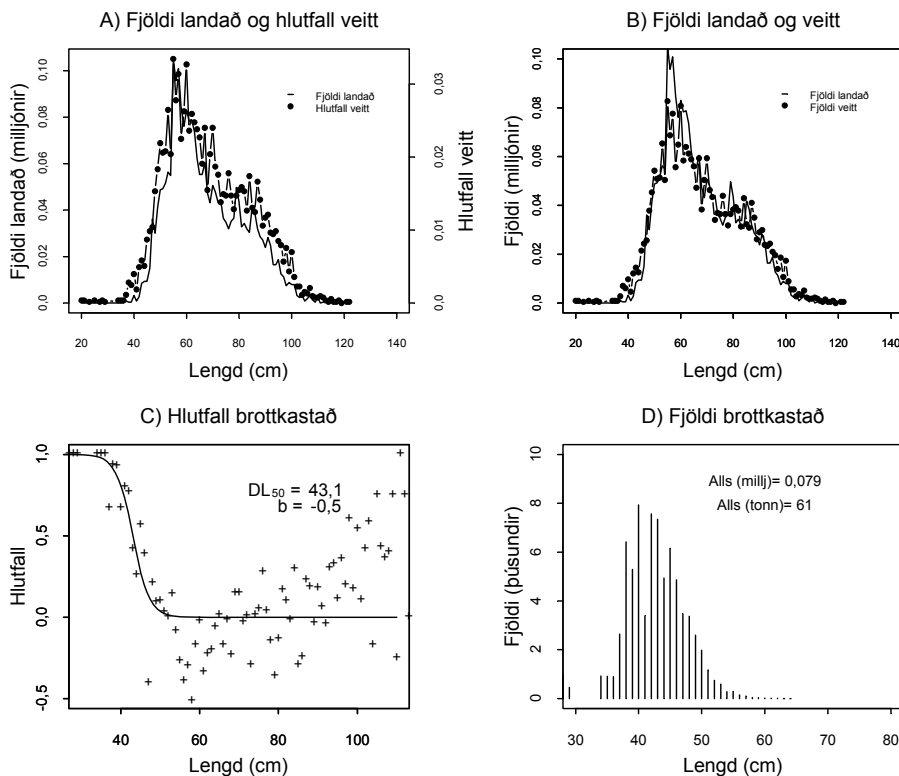 A) Fjöldi landað og hlutfall veitt
Fjöldi landað (milljónir)
0,0 0,02 0,04 0,06 0,08 0,10
Fjöldi landað
Hlutfall veitt
0,0 0,01 0,02 0,03
Hlutfall veitt
20 40 60 80 100 120 140
Lengd (cm)
B) Fjöldi landað og veitt
Fjöldi (milljónir)
0,0 0,02 0,04 0,06 0,08 0,10
Fjöldi landað
Fjöldi veitt
20 40 60 80 100 120 140
Lengd (cm)
C) Hlutfall brottkastað
Hlutfall
-0,5 0,0 0,5 1,0
DL50 = 43,1
b = -0,5
40 60 80 100
Lengd (cm)
D) Fjöldi brottkastað
Fjöldi (þúsundir)
0 2 4 6 8 10
Alls (millj)= 0,079
Alls (tonn)= 61
30 40 50 60 70 80
Lengd (cm)